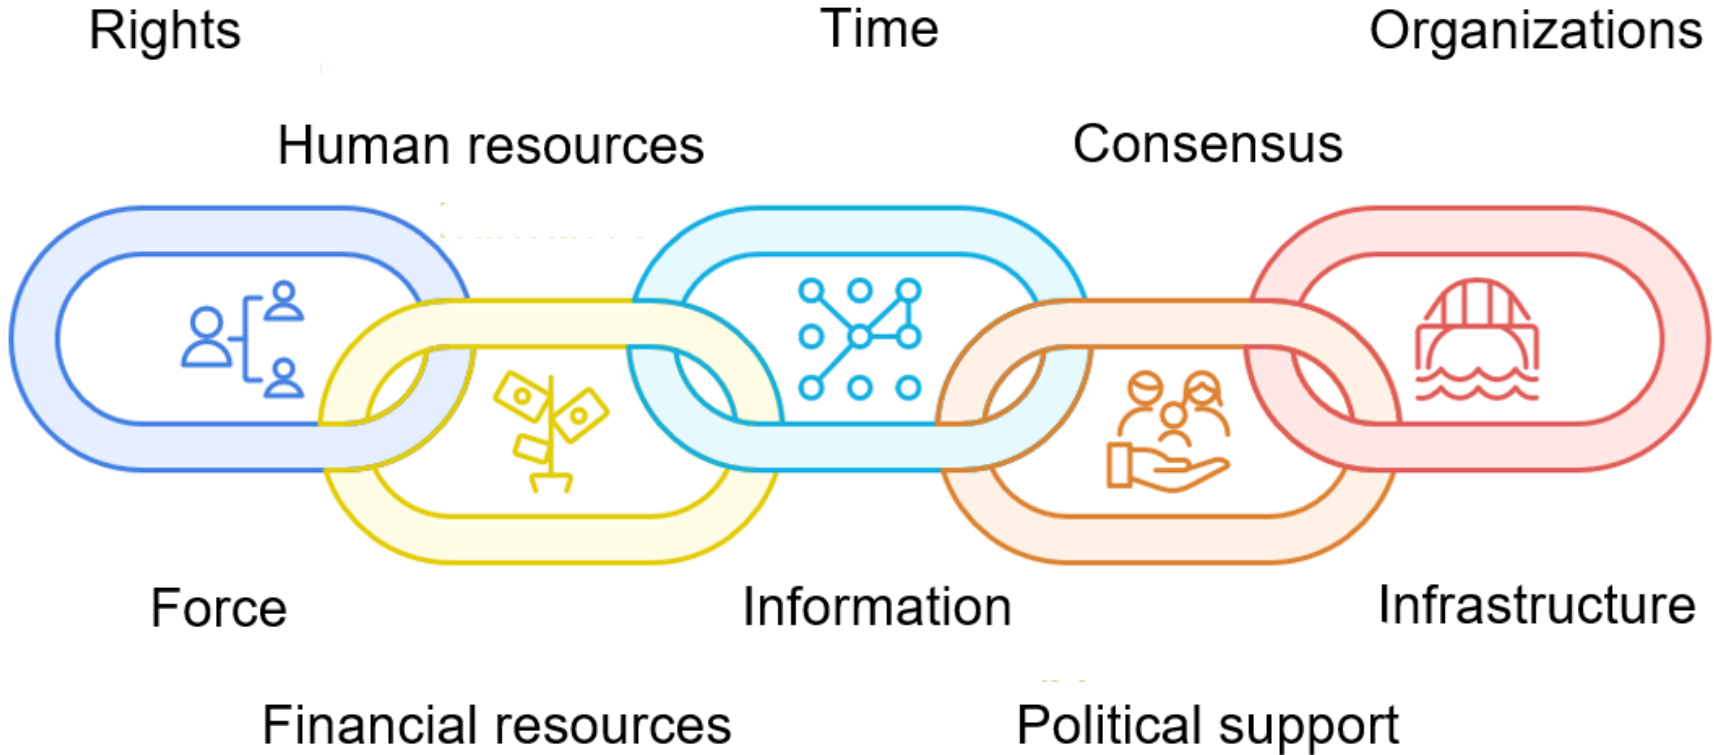 Rights
Time
Organizations
Human resources
Consensus
Force
Information
Infrastructure
Financial resources
Political support